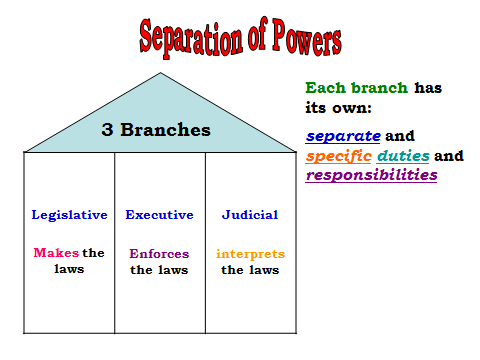 Separation of Powers
3 Branches
Each branch has
its own:
separate and
specific duties and
responsibilities
Legislative
Makes the
laws
Executive
Enforces
the laws
Judicial
interprets
the laws